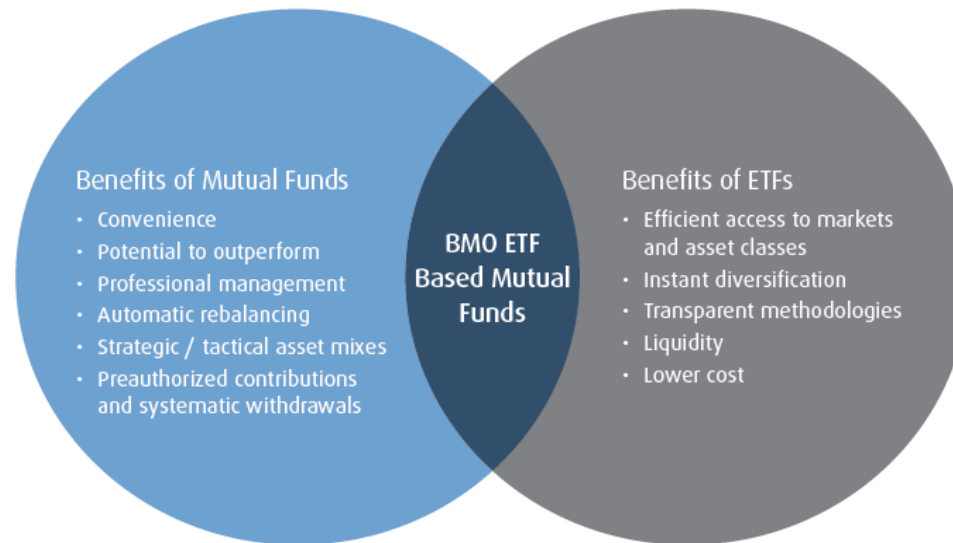 Benefits of Mutual Funds
• Convenience
• Potential to outperform
• Professional management
• Automatic rebalancing
• Strategic / tactical asset mixes
• Preauthorized contributions
and systematic withdrawals
BMO ETF
Based Mutual
Funds
Benefits of ETFs
• Efficient access to markets
and asset classes
• Instant diversification
• Transparent methodologies
• Liquidity
• Lower cost